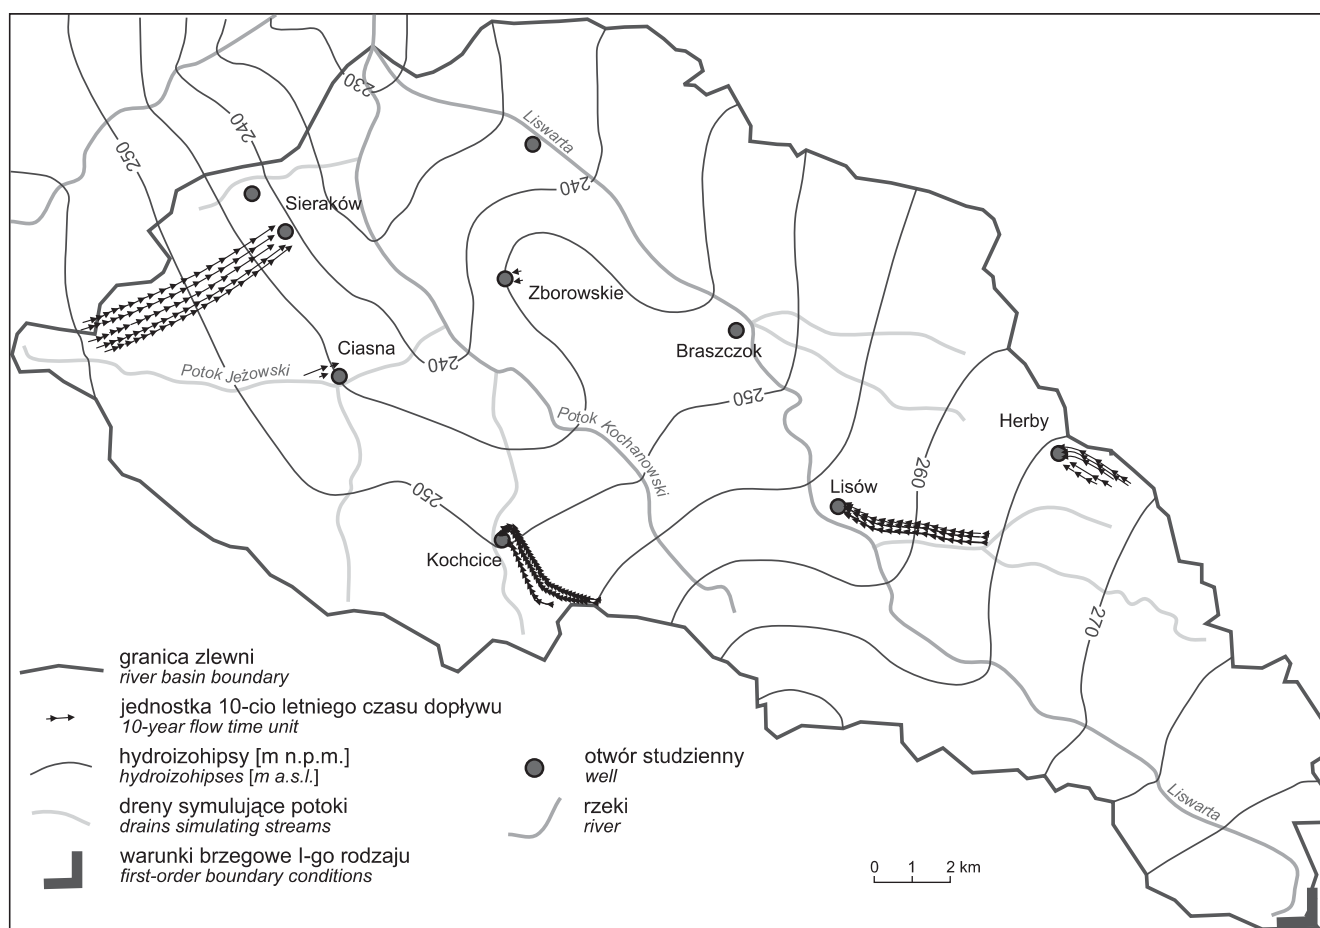 230
240
250
Liswarta
240
Sieraków
Zborowskie
Ciasna
Braszczok
240
Potok Jeżowski
250
Potok Kochanowski
Herby
260
Lisów
250
Kochcice
270
granica zlewni
river basin boundary
jednostka 10-cio letniego czasu dopływu
10-year flow time unit
hydroizohipsy [m n.p.m.]
hydroizohipses [m a.s.l.]
dreny symulujące potoki
drains simulating streams
warunki brzegowe I-go rodzaju
first-order boundary conditions
otwór studzienny
well
rzeki
river
Liswarta
0 1 2 km